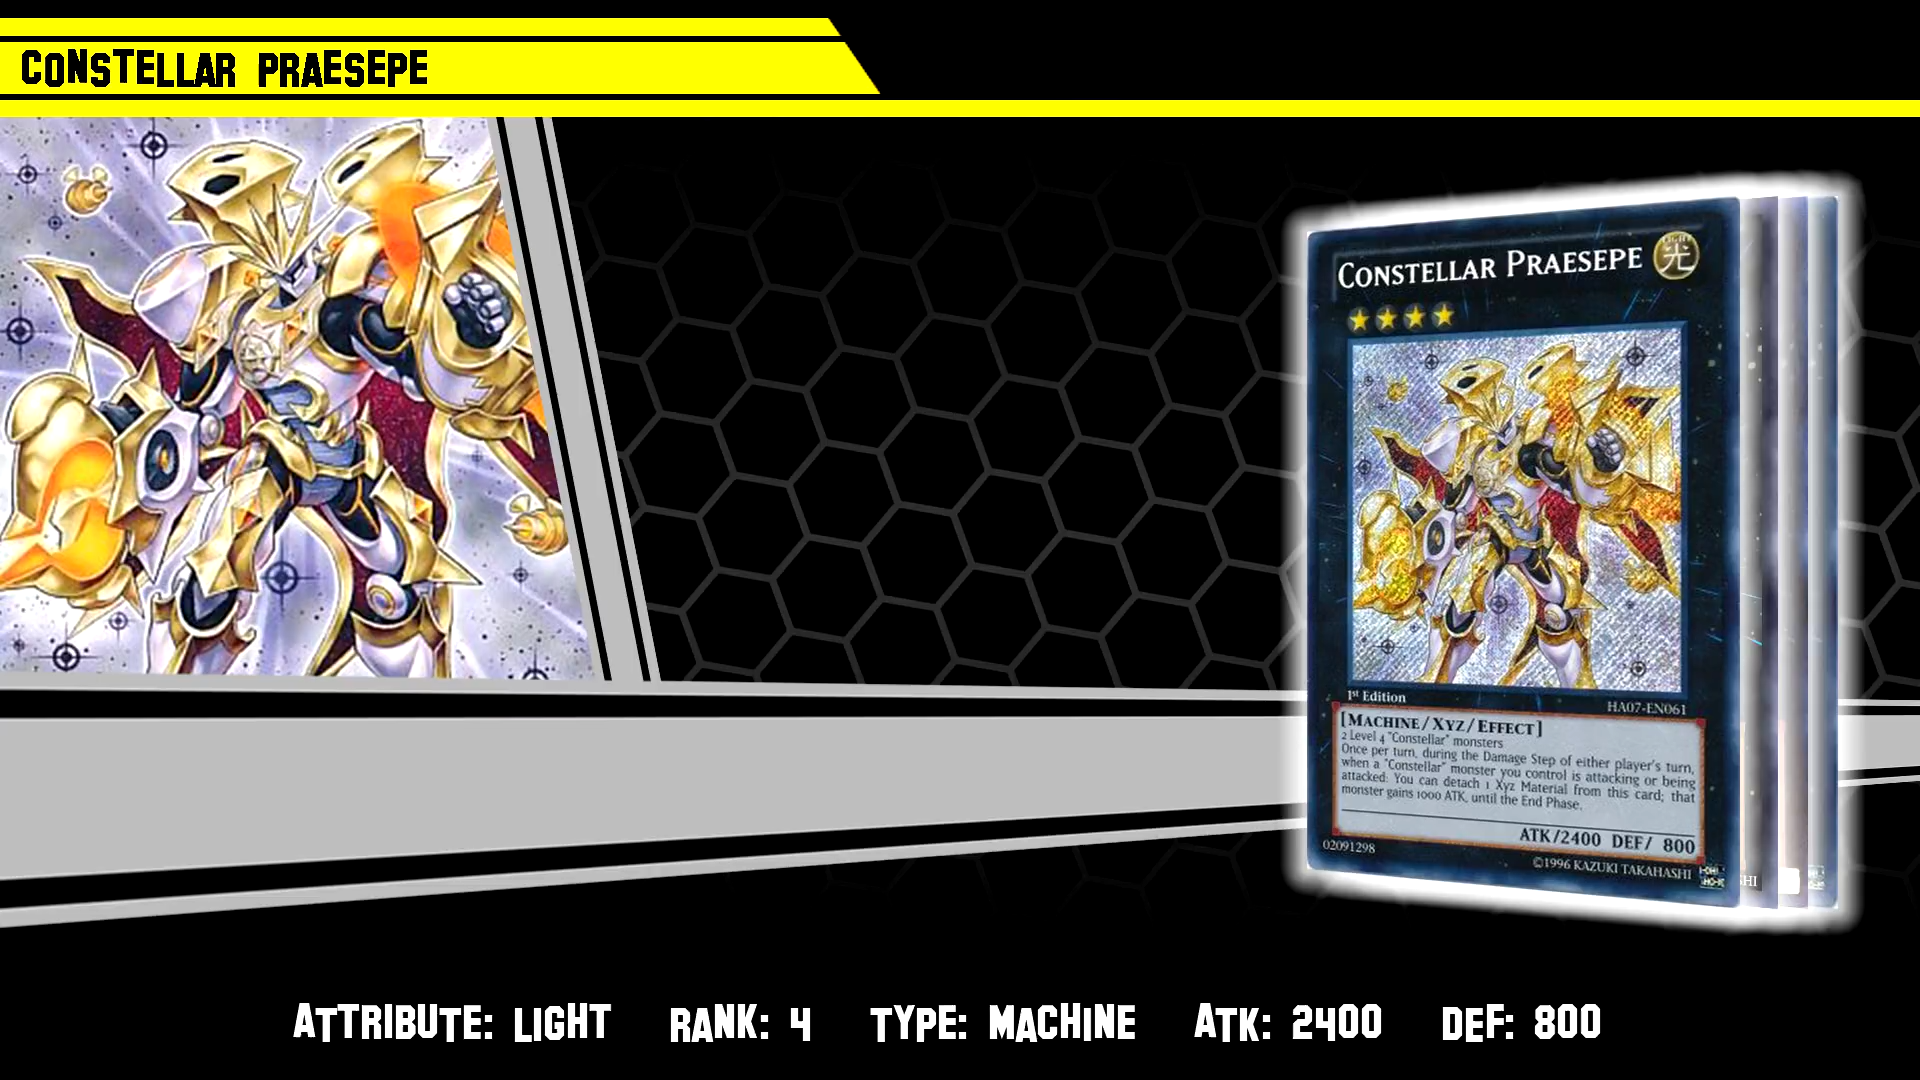 CONSTELLAR PRAESEPE
CONSTELLAR PRAESEPE
LIGHT
光
1st Edition
HA07-EN061
[MACHINE/XYZ/EFFECT]
2 Level 4 "Constellar" monsters
Once per turn, during the Damage Step of either player's turn,
when a "Constellar" monster you control is attacking or being
attacked: You can detach 1 Xyz Material from this card; that
monster gains 1000 ATK, until the End Phase.
ATK/2400 DEF/ 800
02091298
©1996 KAZUKI TAKAHASHI
SHI
ATTRIBUTE: LIGHT RANK: 4 TYPE: MACHINE ATK: 2400 DEF: 800